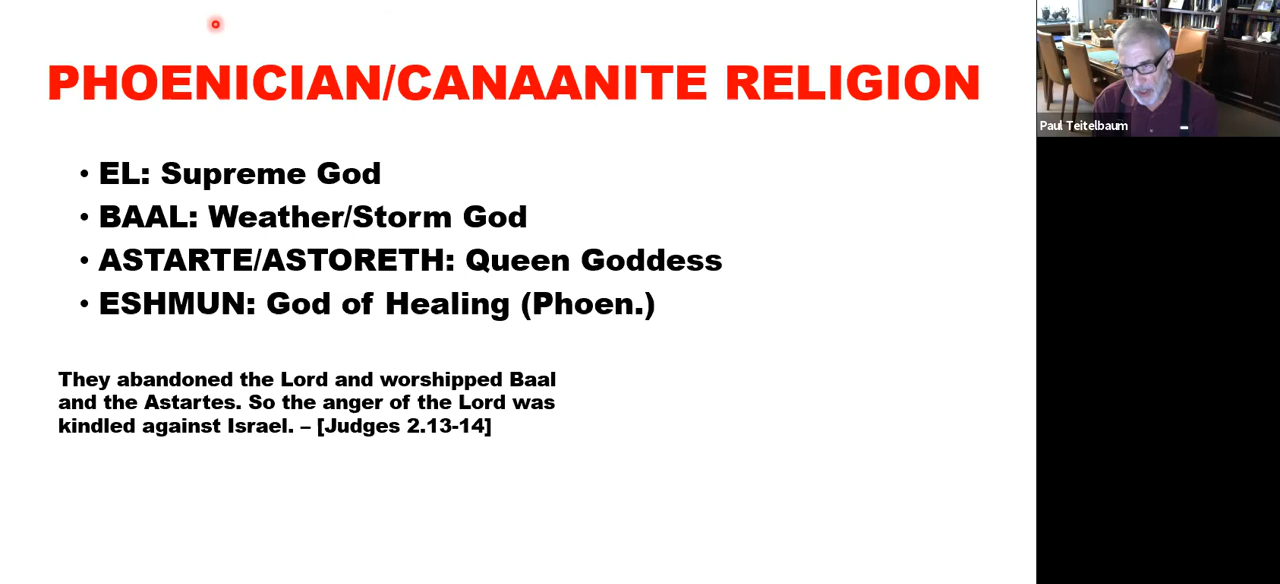 PHOENICIAN/CANAANITE RELIGION
• EL: Supreme God
• BAAL: Weather/Storm God
• ASTARTE/ASTORETH: Queen Goddess
• ESHMUN: God of Healing (Phoen.)
They abandoned the Lord and worshipped Baal
and the Astartes. So the anger of the Lord was
kindled against Israel. – [Judges 2.13-14]
Paul Teitelbaum